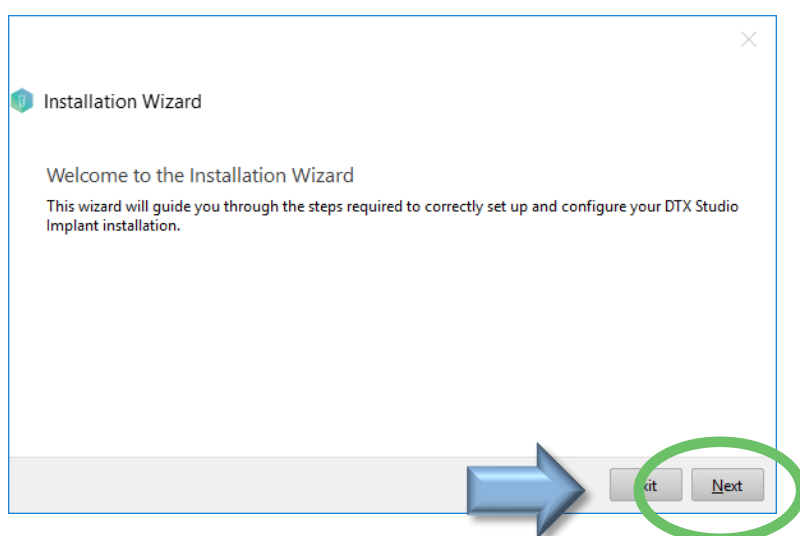 Installation Wizard
Welcome to the Installation Wizard
This wizard will guide you through the steps required to correctly set up and configure your DTX Studio
Implant installation.
Next